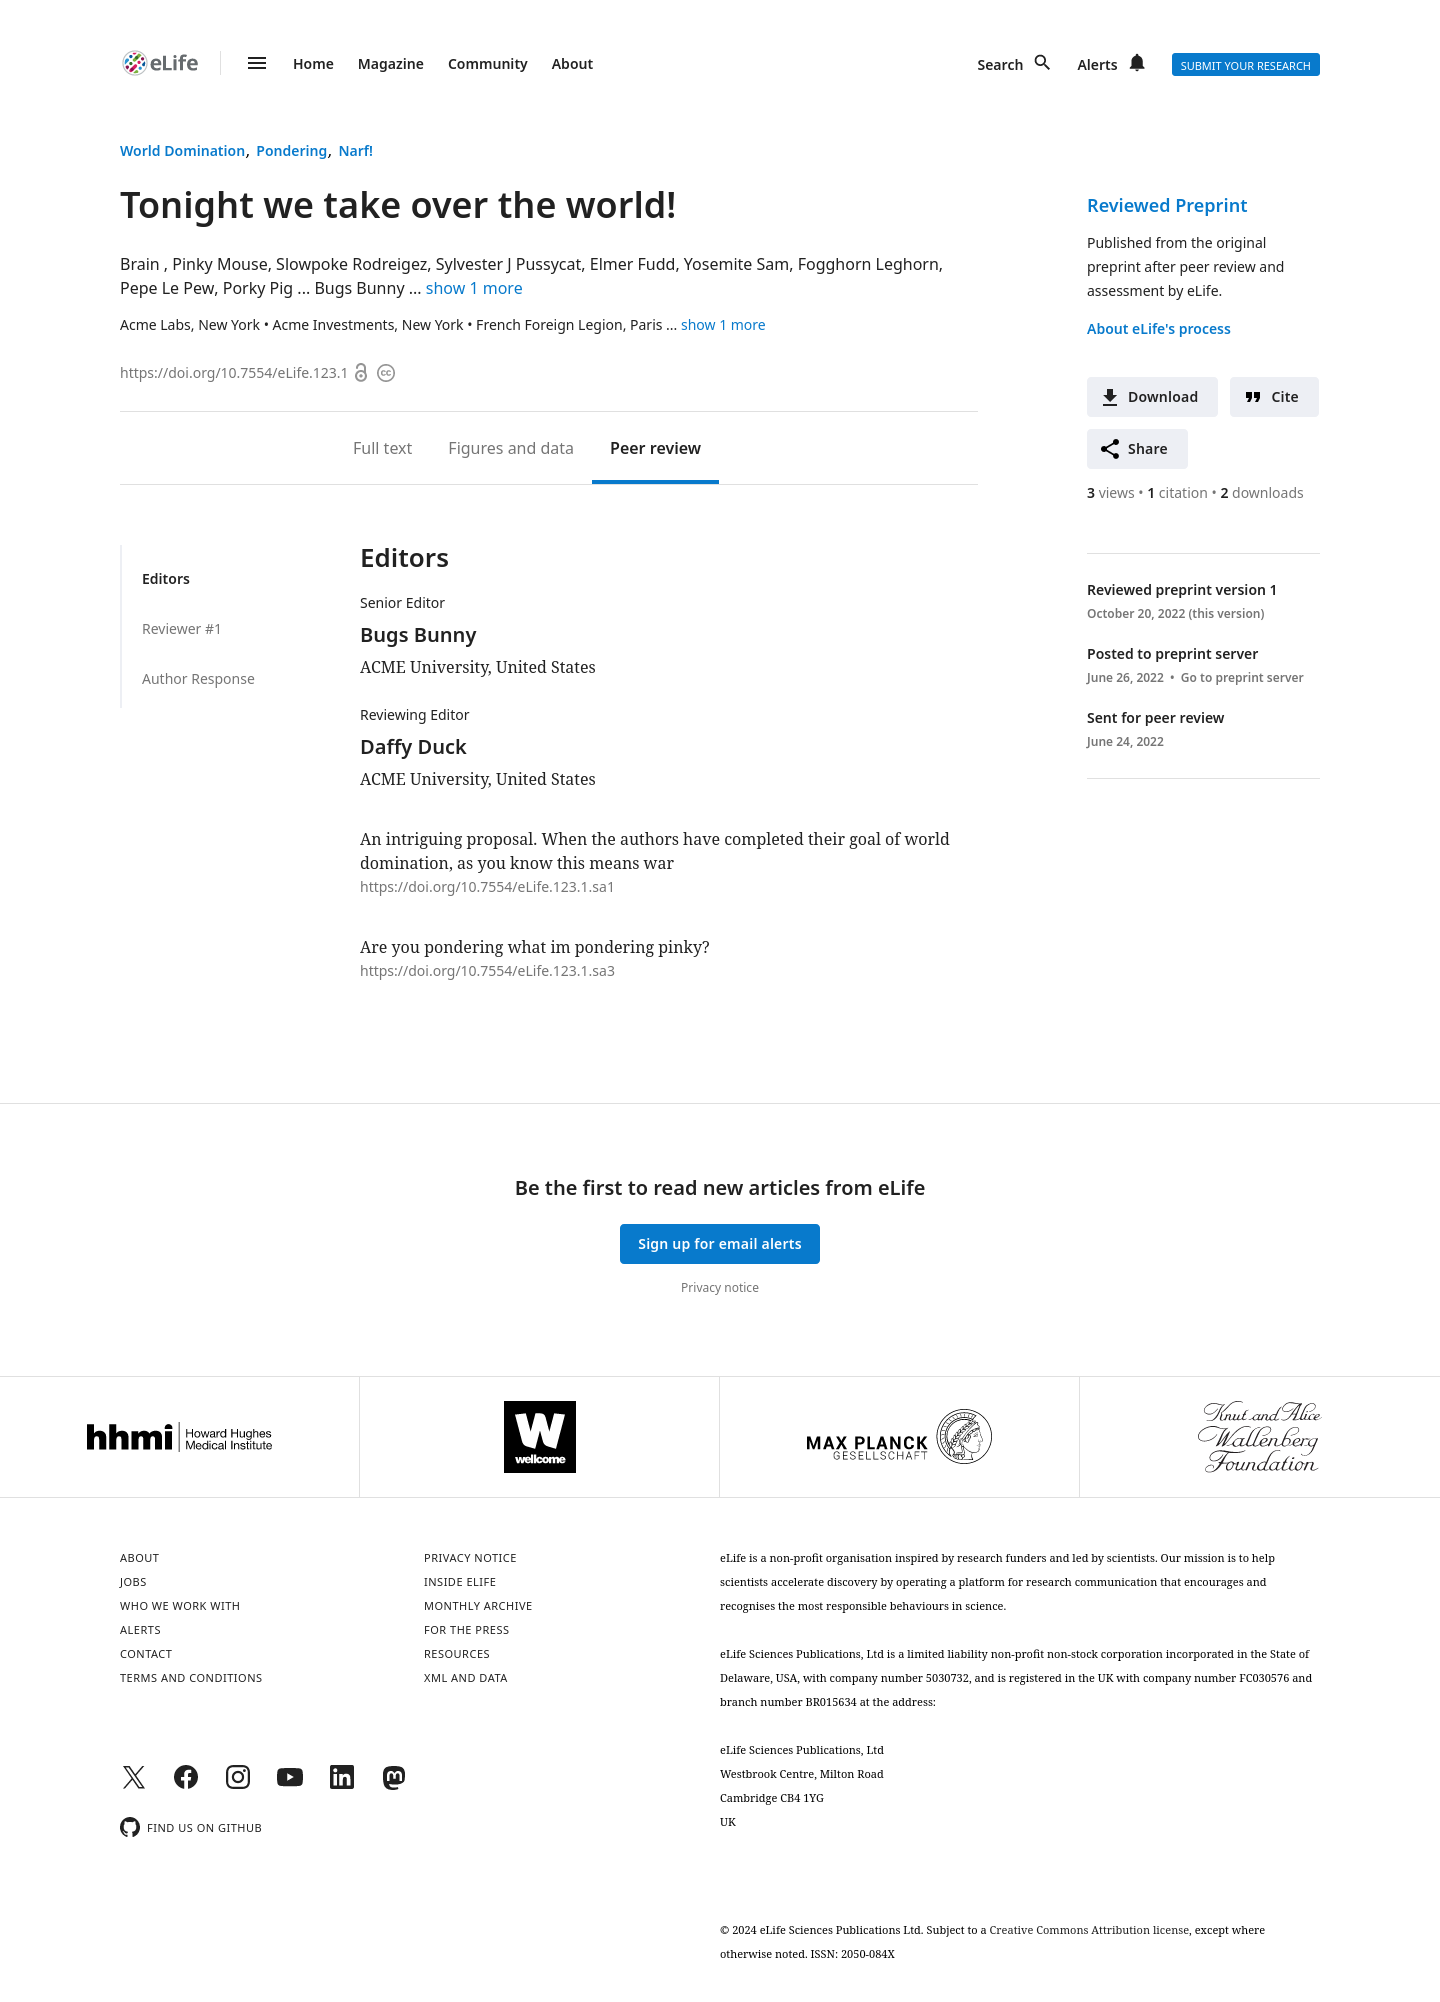 eLife
Home Magazine Community About
Search Alerts SUBMIT YOUR RESEARCH
World Domination, Pondering, Narf!
Tonight we take over the world!
Brain , Pinky Mouse, Slowpoke Rodreigez, Sylvester J Pussycat, Elmer Fudd, Yosemite Sam, Fogghorn Leghorn,
Pepe Le Pew, Porky Pig ... Bugs Bunny ... show 1 more
Acme Labs, New York • Acme Investments, New York • French Foreign Legion, Paris ... show 1 more
https://doi.org/10.7554/eLife.123.1
Full text Figures and data Peer review
Editors
Reviewer #1
Author Response
Editors
Senior Editor
Bugs Bunny
ACME University, United States
Reviewing Editor
Daffy Duck
ACME University, United States
An intriguing proposal. When the authors have completed their goal of world
domination, as you know this means war
https://doi.org/10.7554/eLife.123.1.sa1
Are you pondering what im pondering pinky?
https://doi.org/10.7554/eLife.123.1.sa3
Reviewed Preprint
Published from the original
preprint after peer review and
assessment by eLife.
About eLife's process
Download Cite
Share
3 views • 1 citation • 2 downloads
Reviewed preprint version 1
October 20, 2022 (this version)
Posted to preprint server
June 26, 2022 • Go to preprint server
Sent for peer review
June 24, 2022
Be the first to read new articles from eLife
Sign up for email alerts
Privacy notice
hhmi Howard Hughes
Medical Institute
W
wellcome
MAX PLANCK
GESELLSCHAFT
Knut and Alice
Wallenberg
Foundation
ABOUT
JOBS
WHO WE WORK WITH
ALERTS
CONTACT
TERMS AND CONDITIONS
PRIVACY NOTICE
INSIDE ELIFE
MONTHLY ARCHIVE
FOR THE PRESS
RESOURCES
XML AND DATA
FIND US ON GITHUB
eLife is a non-profit organisation inspired by research funders and led by scientists. Our mission is to help
scientists accelerate discovery by operating a platform for research communication that encourages and
recognises the most responsible behaviours in science.
eLife Sciences Publications, Ltd is a limited liability non-profit non-stock corporation incorporated in the State of
Delaware, USA, with company number 5030732, and is registered in the UK with company number FC030576 and
branch number BR015634 at the address:
eLife Sciences Publications, Ltd
Westbrook Centre, Milton Road
Cambridge CB4 1YG
UK
© 2024 eLife Sciences Publications Ltd. Subject to a Creative Commons Attribution license, except where
otherwise noted. ISSN: 2050-084X